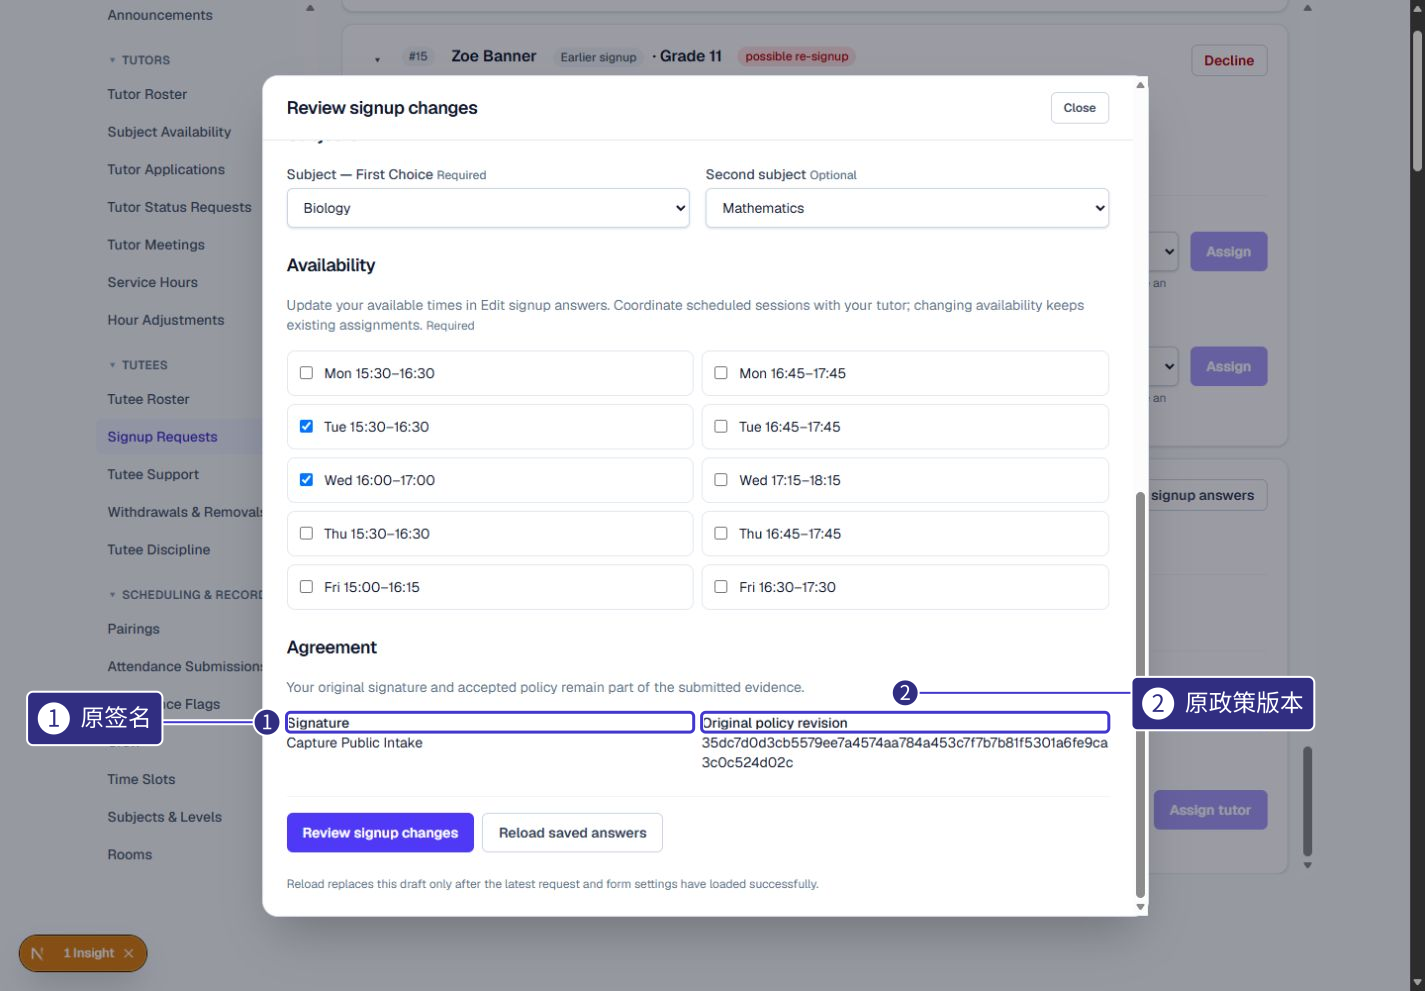 Announcements
TUTORS
Tutor Roster
Subject Availability
Tutor Applications
Tutor Status Requests
Tutor Meetings
Service Hours
Hour Adjustments
TUTEES
Tutee Roster
Signup Requests
Tutee Support
Withdrawals & Removals
Tutee Discipline
SCHEDULING & RECORD
Pairings
Attendance Submissions
Flags
Time Slots
Subjects & Levels
Rooms
1 Insight
#15 Zoe Banner Earlier signup · Grade 11 possible re-signup
Decline
Review signup changes
Close
Subject — First Choice Required
Second subject Optional
Biology
Mathematics
Availability
Update your available times in Edit signup answers. Coordinate scheduled sessions with your tutor; changing availability keeps
existing assignments. Required
Mon 15:30–16:30
Mon 16:45–17:45
Tue 15:30–16:30
Tue 16:45–17:45
Wed 16:00–17:00
Wed 17:15–18:15
Thu 15:30–16:30
Thu 16:45–17:45
Fri 15:00–16:15
Fri 16:30–17:30
Agreement
Your original signature and accepted policy remain part of the submitted evidence.
1 原签名
1
Signature
Capture Public Intake
2
2 原政策版本
Original policy revision
35dc7d0d3cb5579ee7a4574aa784a453c7f7b7b81f5301a6fe9ca
3c0c524d02c
Review signup changes
Reload saved answers
Reload replaces this draft only after the latest request and form settings have loaded successfully.
Assign
an
Assign
an
signup answers
Assign tutor